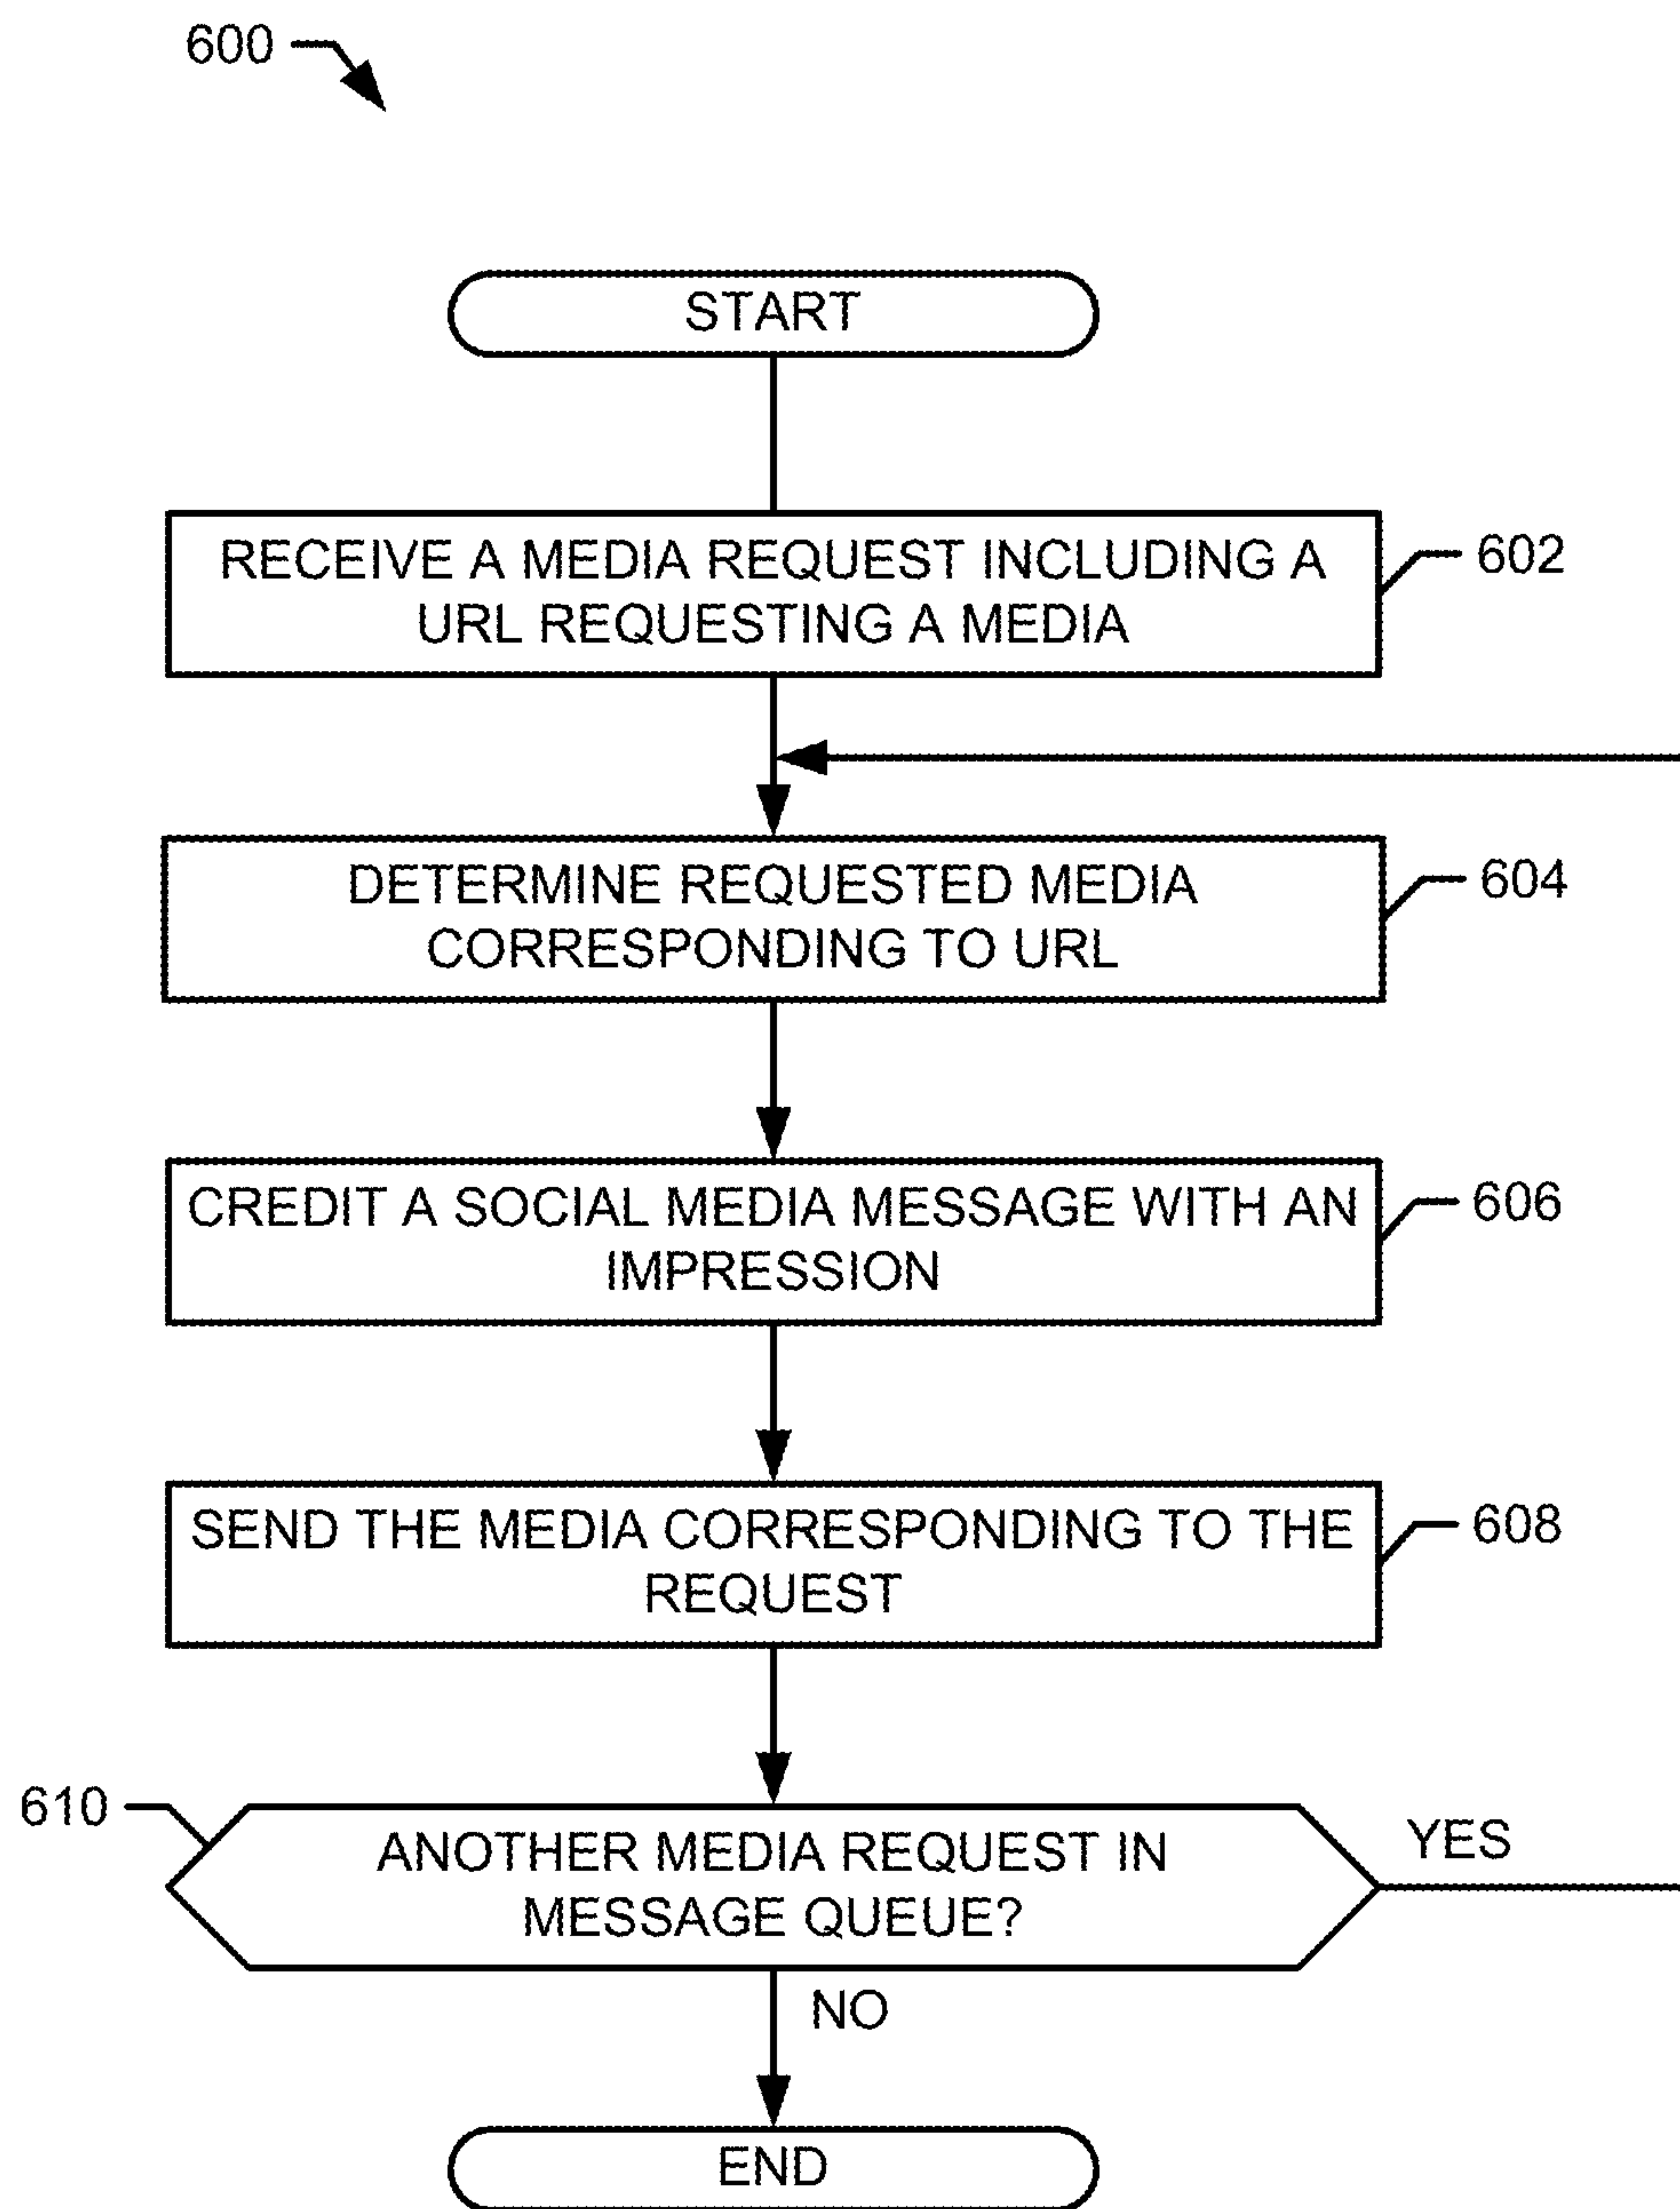 600
START
RECEIVE A MEDIA REQUEST INCLUDING A
URL REQUESTING A MEDIA
602
DETERMINE REQUESTED MEDIA
CORRESPONDING TO URL
604
CREDIT A SOCIAL MEDIA MESSAGE WITH AN
IMPRESSION
606
SEND THE MEDIA CORRESPONDING TO THE
REQUEST
608
610
ANOTHER MEDIA REQUEST IN
MESSAGE QUEUE?
YES
NO
END